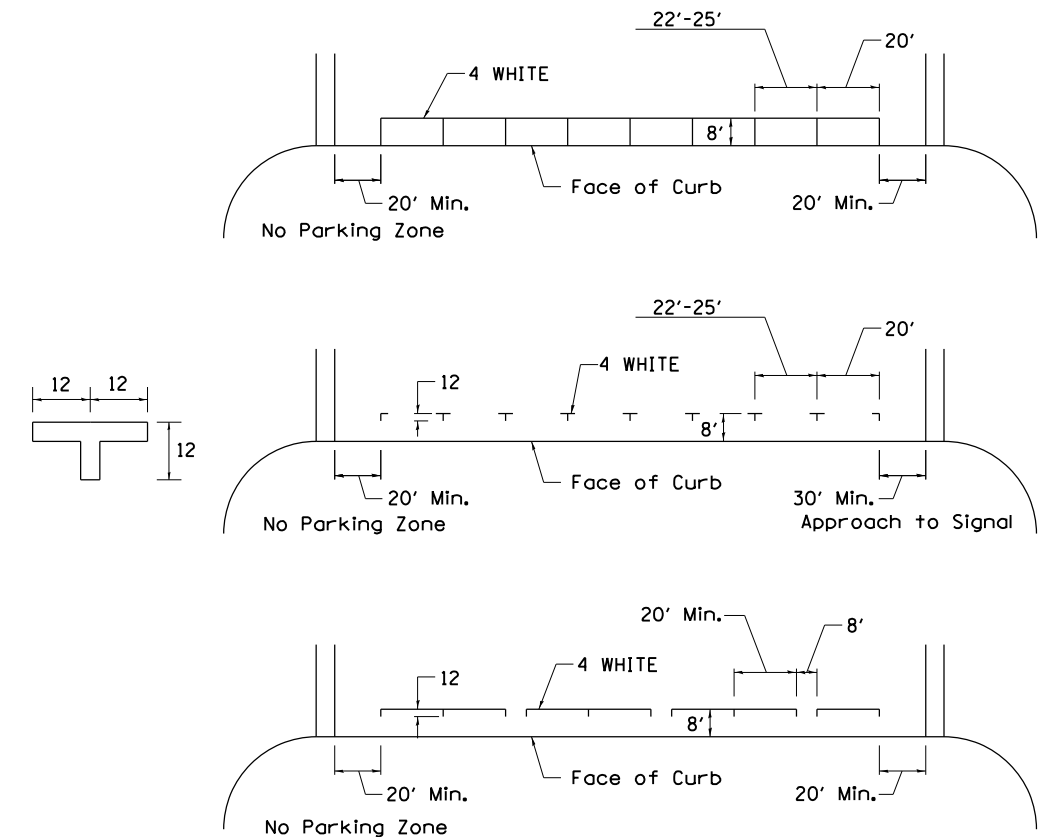 22'-25'
20'
4 WHITE
8'
Face of Curb
20' Min.
20' Min.
No Parking Zone
22'-25'
20'
4 WHITE
12
12
12
12
8'
Face of Curb
20' Min.
30' Min.
No Parking Zone
Approach to Signal
20' Min.
8'
4 WHITE
12
8'
Face of Curb
20' Min.
20' Min.
No Parking Zone